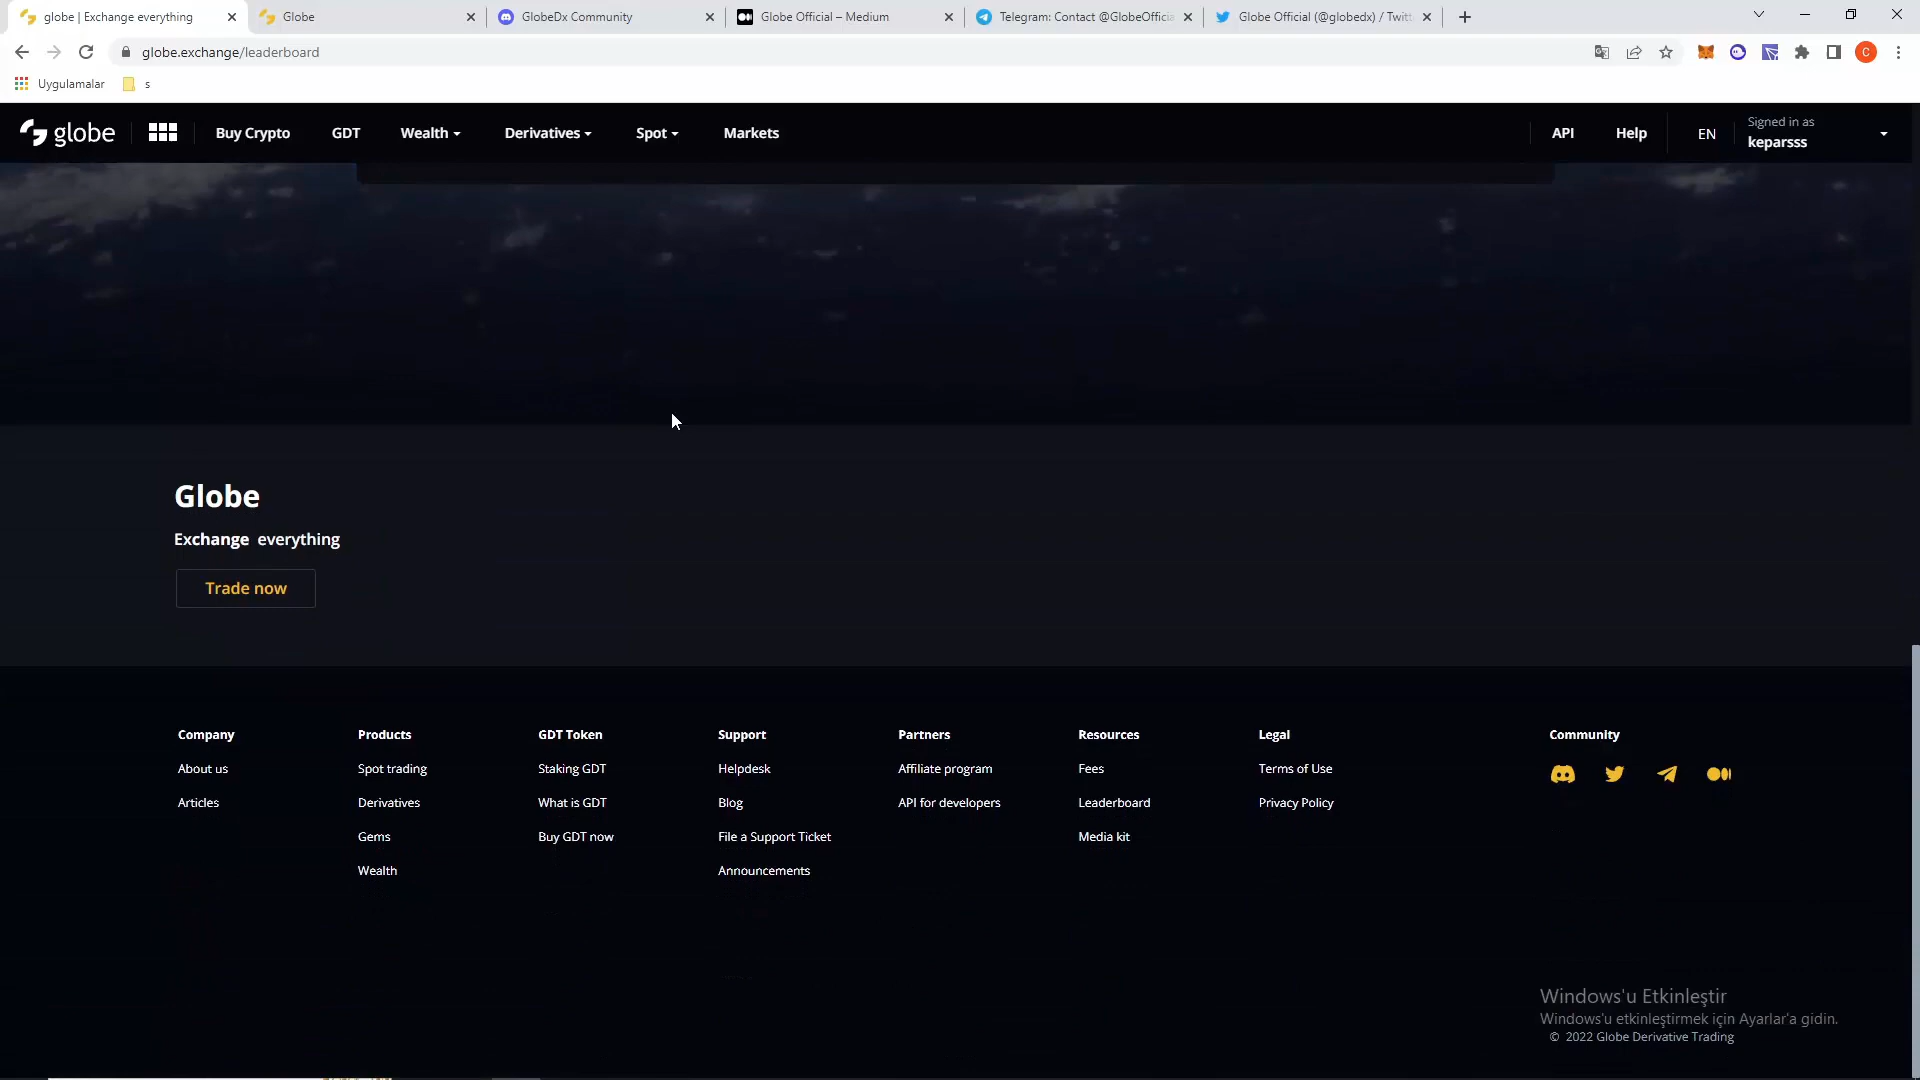 globe | Exchange everything
Globe
GlobeDx Community
Globe Official – Medium
Telegram: Contact @GlobeOfficia
Globe Official (@globedx) / Twitt
globe.exchange/leaderboard
C
Uygulamalar
s
globe
Buy Crypto
GDT
Wealth
Derivatives
Spot
Markets
API
Help
EN
Signed in as
keparsss
Globe
Exchange everything
Trade now
Company
About us
Articles
Products
Spot trading
Derivatives
Gems
Wealth
GDT Token
Staking GDT
What is GDT
Buy GDT now
Support
Helpdesk
Blog
File a Support Ticket
Announcements
Partners
Affiliate program
API for developers
Resources
Fees
Leaderboard
Media kit
Legal
Terms of Use
Privacy Policy
Community
Windows'u Etkinleştir
Windows'u etkinleştirmek için Ayarlar'a gidin.
© 2022 Globe Derivative Trading